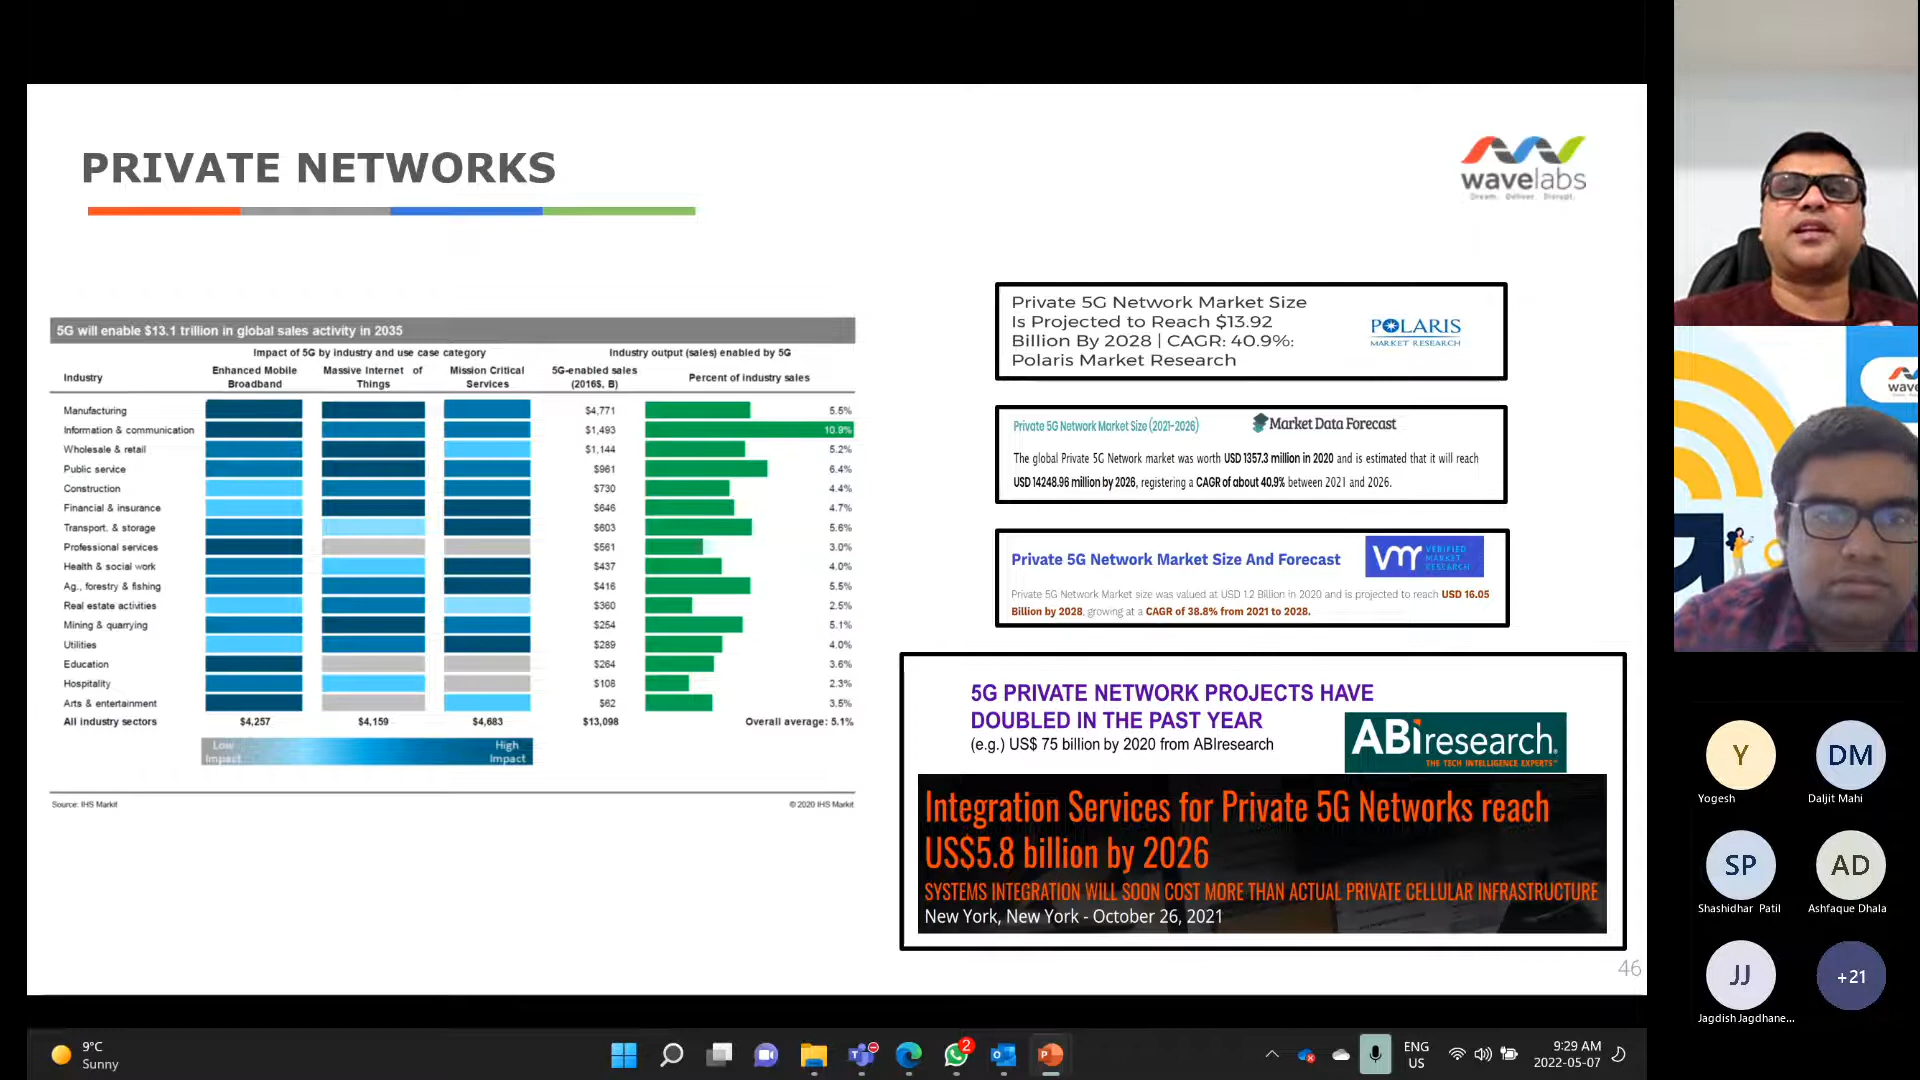 PRIVATE NETWORKS
wavelabs
Dream. Deliver. Disrupt.
5G will enable $13.1 trillion in global sales activity in 2035
Impact of 5G by industry and use case category
Industry output (sales) enabled by 5G
Industry
Enhanced Mobile Broadband
Massive Internet of Things
Mission Critical Services
5G-enabled sales (2016$, B)
Percent of industry sales
Manufacturing $4,771 5.5%
Information & communication $1,493 10.9%
Wholesale & retail $1,144 5.2%
Public service $961 6.4%
Construction $730 4.4%
Financial & insurance $646 4.7%
Transport. & storage $603 5.6%
Professional services $561 3.0%
Health & social work $437 4.0%
Ag., forestry & fishing $416 5.5%
Real estate activities $360 2.5%
Mining & quarrying $254 5.1%
Utilities $289 4.0%
Education $264 3.6%
Hospitality $108 2.3%
Arts & entertainment $62 3.5%
All industry sectors $4,257 $4,159 $4,683 $13,098 Overall average: 5.1%
Low Impact
High Impact
Source: IHS Markit
© 2020 IHS Markit
Private 5G Network Market Size
Is Projected to Reach $13.92
Billion By 2028 | CAGR: 40.9%:
Polaris Market Research
POLARIS
MARKET RESEARCH
Private 5G Network Market Size (2021-2026)
Market Data Forecast
The global Private 5G Network market was worth USD 1357.3 million in 2020 and is estimated that it will reach
USD 14248.96 million by 2026, registering a CAGR of about 40.9% between 2021 and 2026.
Private 5G Network Market Size And Forecast
VMR VERIFIED MARKET RESEARCH
Private 5G Network Market size was valued at USD 1.2 Billion in 2020 and is projected to reach USD 16.05
Billion by 2028, growing at a CAGR of 38.8% from 2021 to 2028.
5G PRIVATE NETWORK PROJECTS HAVE
DOUBLED IN THE PAST YEAR
(e.g.) US$ 75 billion by 2020 from ABIresearch
ABIresearch.
THE TECH INTELLIGENCE EXPERTS
Integration Services for Private 5G Networks reach
US$5.8 billion by 2026
SYSTEMS INTEGRATION WILL SOON COST MORE THAN ACTUAL PRIVATE CELLULAR INFRASTRUCTURE
New York, New York - October 26, 2021
46
wave
Y
Yogesh
DM
Daljit Mahi
SP
Shashidhar Patil
AD
Ashfaque Dhala
JJ
Jagdish Jagdhane...
+21
9°C
Sunny
2
ENG
US
9:29 AM
2022-05-07